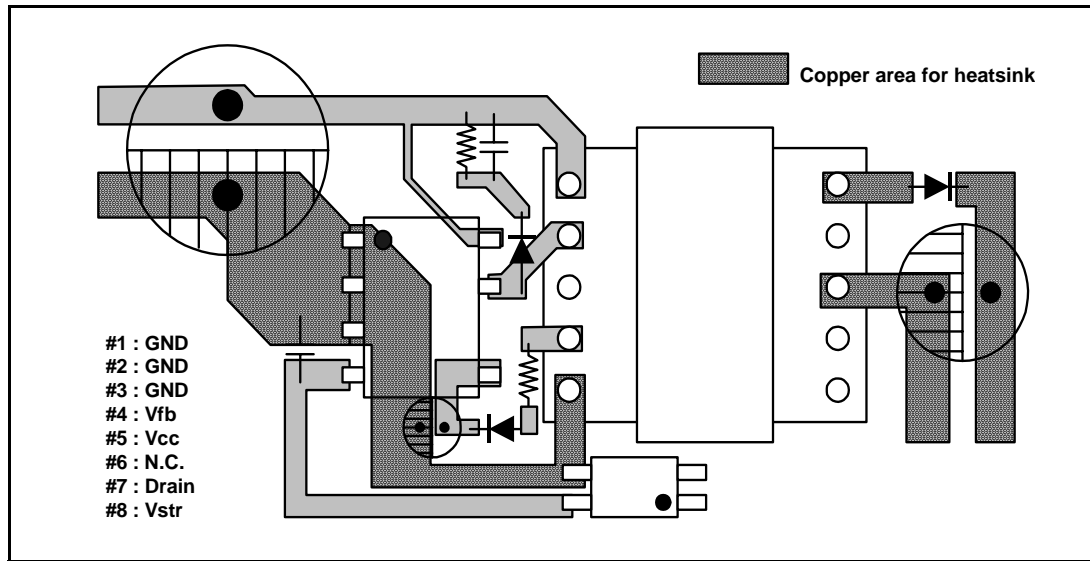 Copper area for heatsink
#1 : GND
#2 : GND
#3 : GND
#4 : Vfb
#5 : Vcc
#6 : N.C.
#7 : Drain
#8 : Vstr